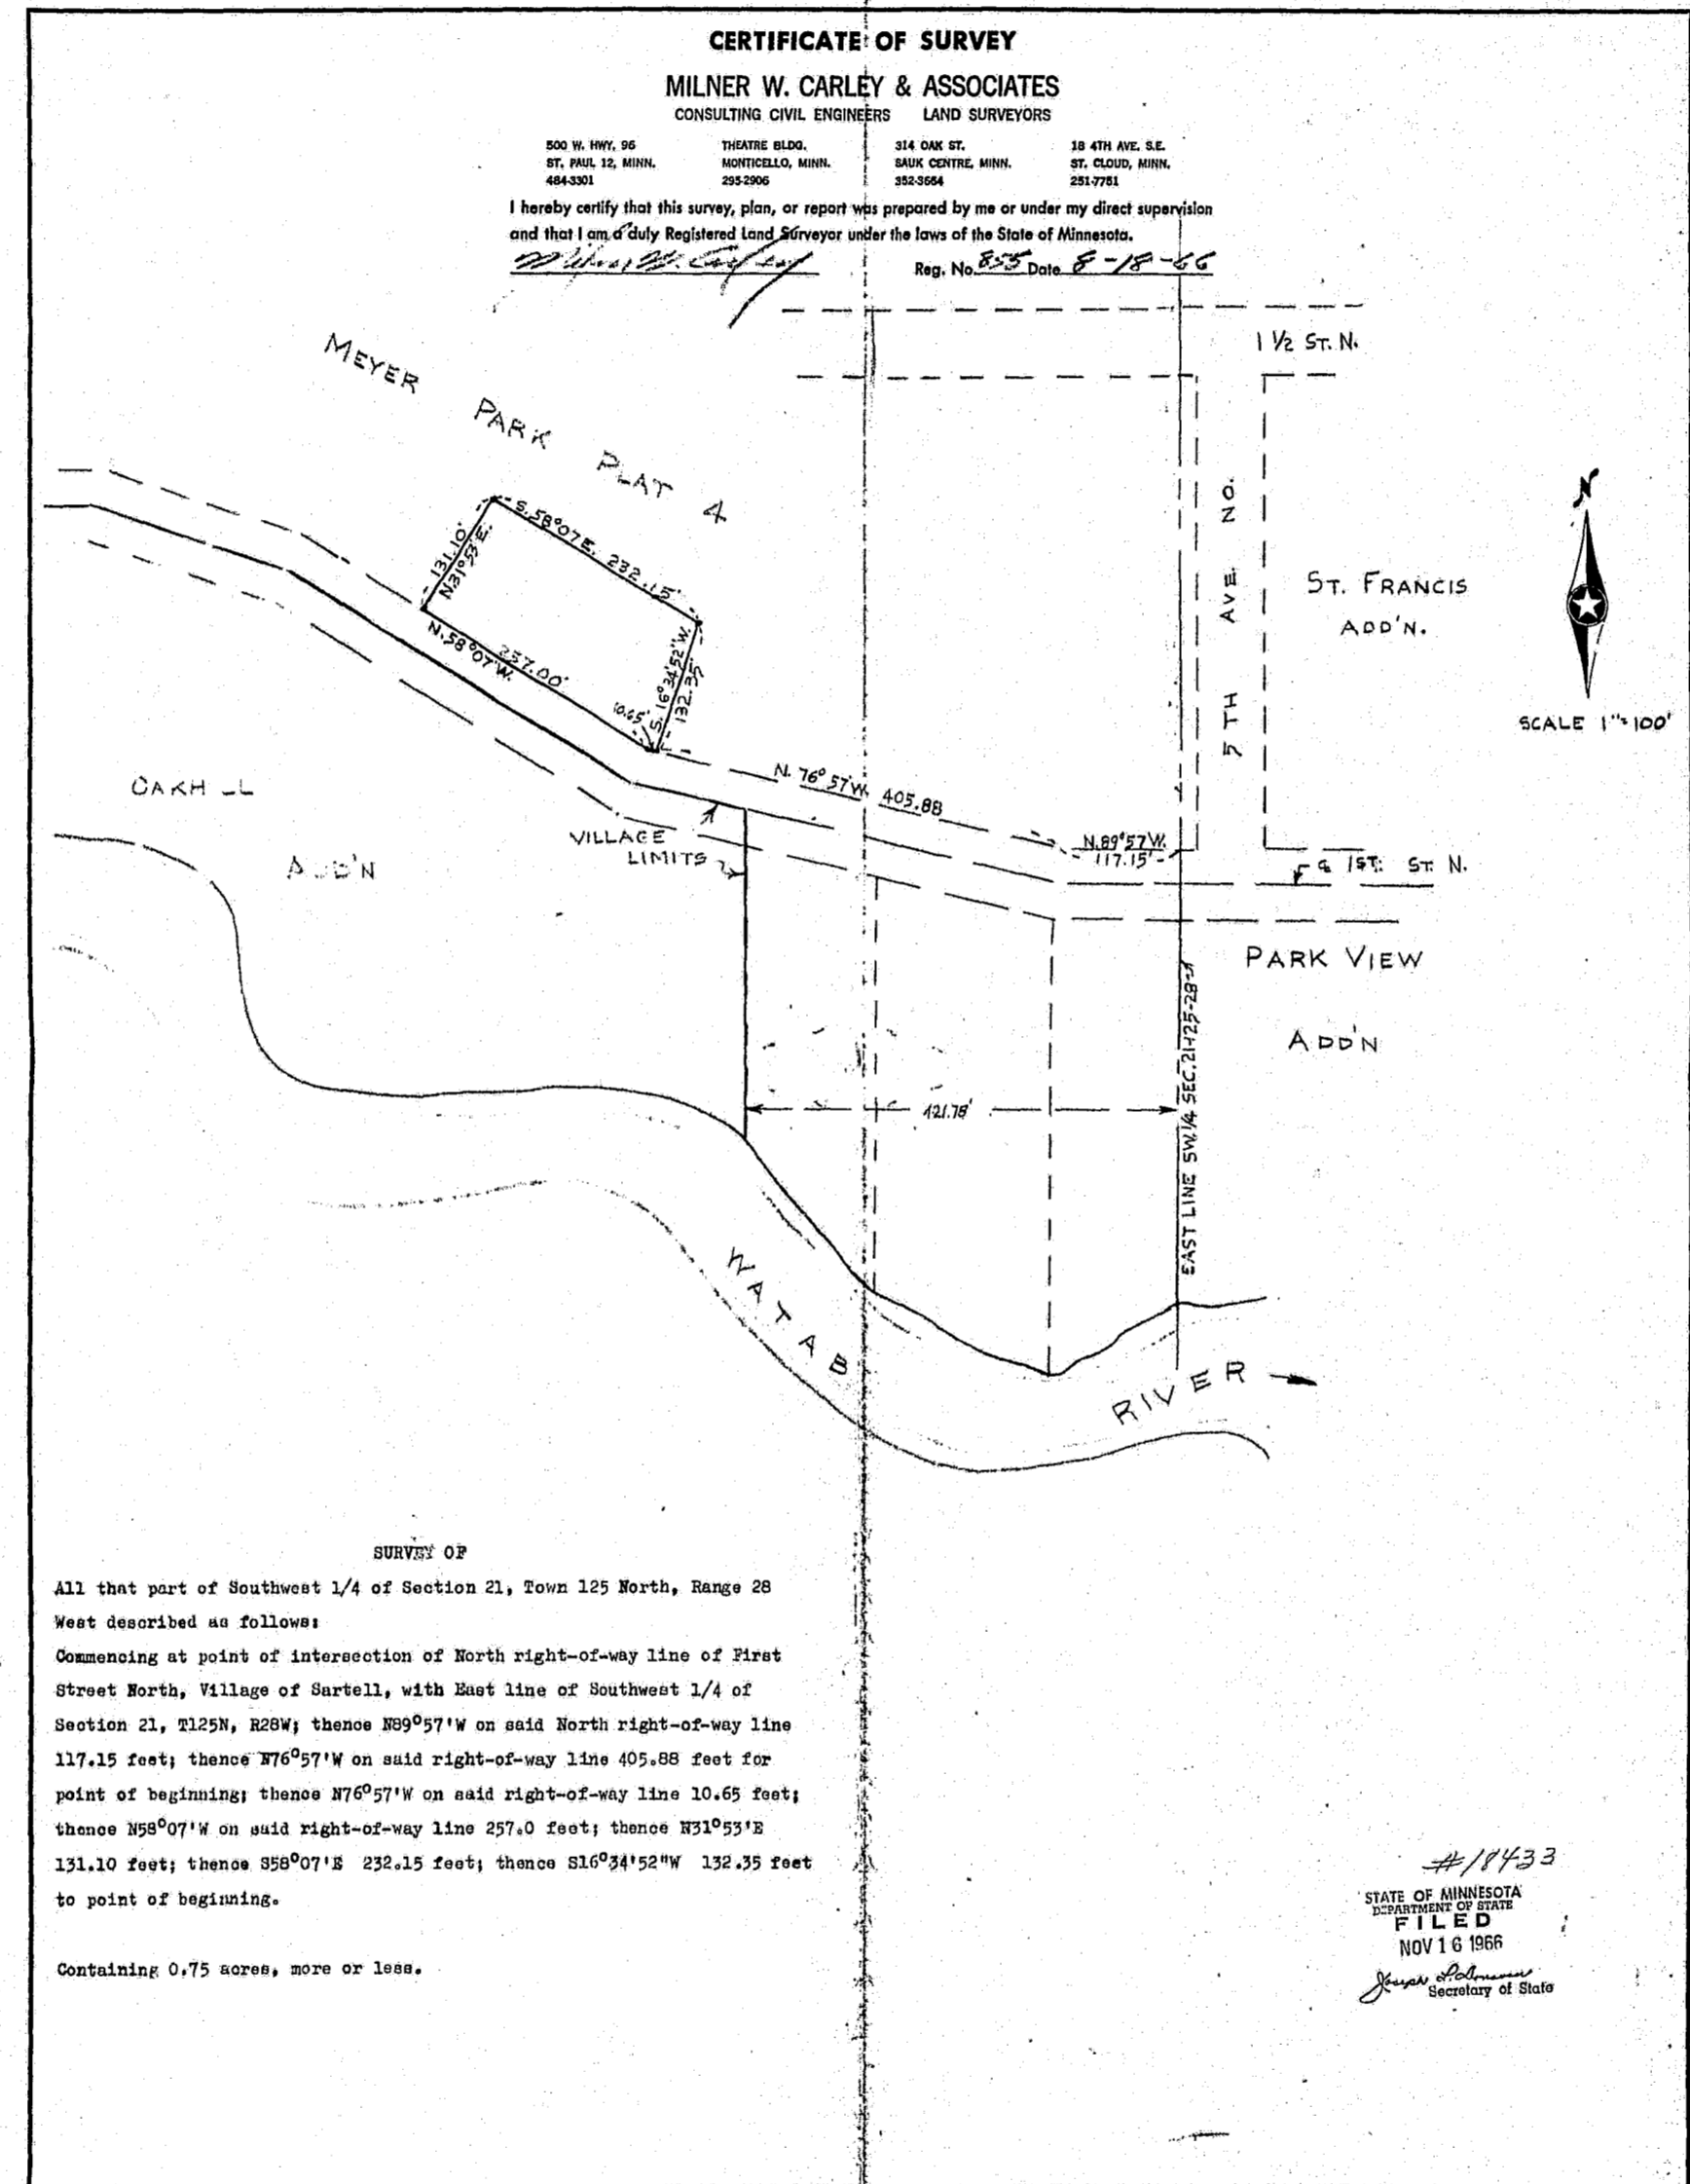 CERTIFICATE OF SURVEY
MILNER W. CARLEY & ASSOCIATES
CONSULTING CIVIL ENGINEERS LAND SURVEYORS
500 W. HWY. 96
ST. PAUL 12, MINN.
484-3301
THEATRE BLDG.
MONTICELLO, MINN.
295-2906
314 OAK ST.
SAUK CENTRE, MINN.
352-3664
18 4TH AVE. S.E.
ST. CLOUD, MINN.
251-7781
I hereby certify that this survey, plan, or report was prepared by me or under my direct supervision
and that I am a duly Registered Land Surveyor under the laws of the State of Minnesota.
Milner W. Carley Reg. No. 855 Date 8-18-66
1 1/2 ST. N.
MEYER PARK PLAT 4
S.58°07'E. 232.15'
131.10'
N31°53'E.
N.58°07'W. 257.00'
10.65'
S.16°34'52"W.
132.35'
5TH AVE. NO.
ST. FRANCIS
ADD'N.
N
SCALE 1"=100'
N. 76°57'W. 405.88
N.89°57'W.
117.15'
OAKH LL
ADD'N
VILLAGE
LIMITS
℄ 1ST. ST. N.
PARK VIEW
ADD'N
EAST LINE SW.1/4 SEC.21-125-28
421.78'
WATAB RIVER
SURVEY OF
All that part of Southwest 1/4 of Section 21, Town 125 North, Range 28
West described as follows:
Commencing at point of intersection of North right-of-way line of First
Street North, Village of Sartell, with East line of Southwest 1/4 of
Section 21, T125N, R28W; thence N89°57'W on said North right-of-way line
117.15 feet; thence N76°57'W on said right-of-way line 405.88 feet for
point of beginning; thence N76°57'W on said right-of-way line 10.65 feet;
thence N58°07'W on said right-of-way line 257.0 feet; thence N31°53'E
131.10 feet; thence S58°07'E 232.15 feet; thence S16°34'52"W 132.35 feet
to point of beginning.
Containing 0.75 acres, more or less.
#18433
STATE OF MINNESOTA
DEPARTMENT OF STATE
FILED
NOV 16 1966
Joseph L. Donovan
Secretary of State